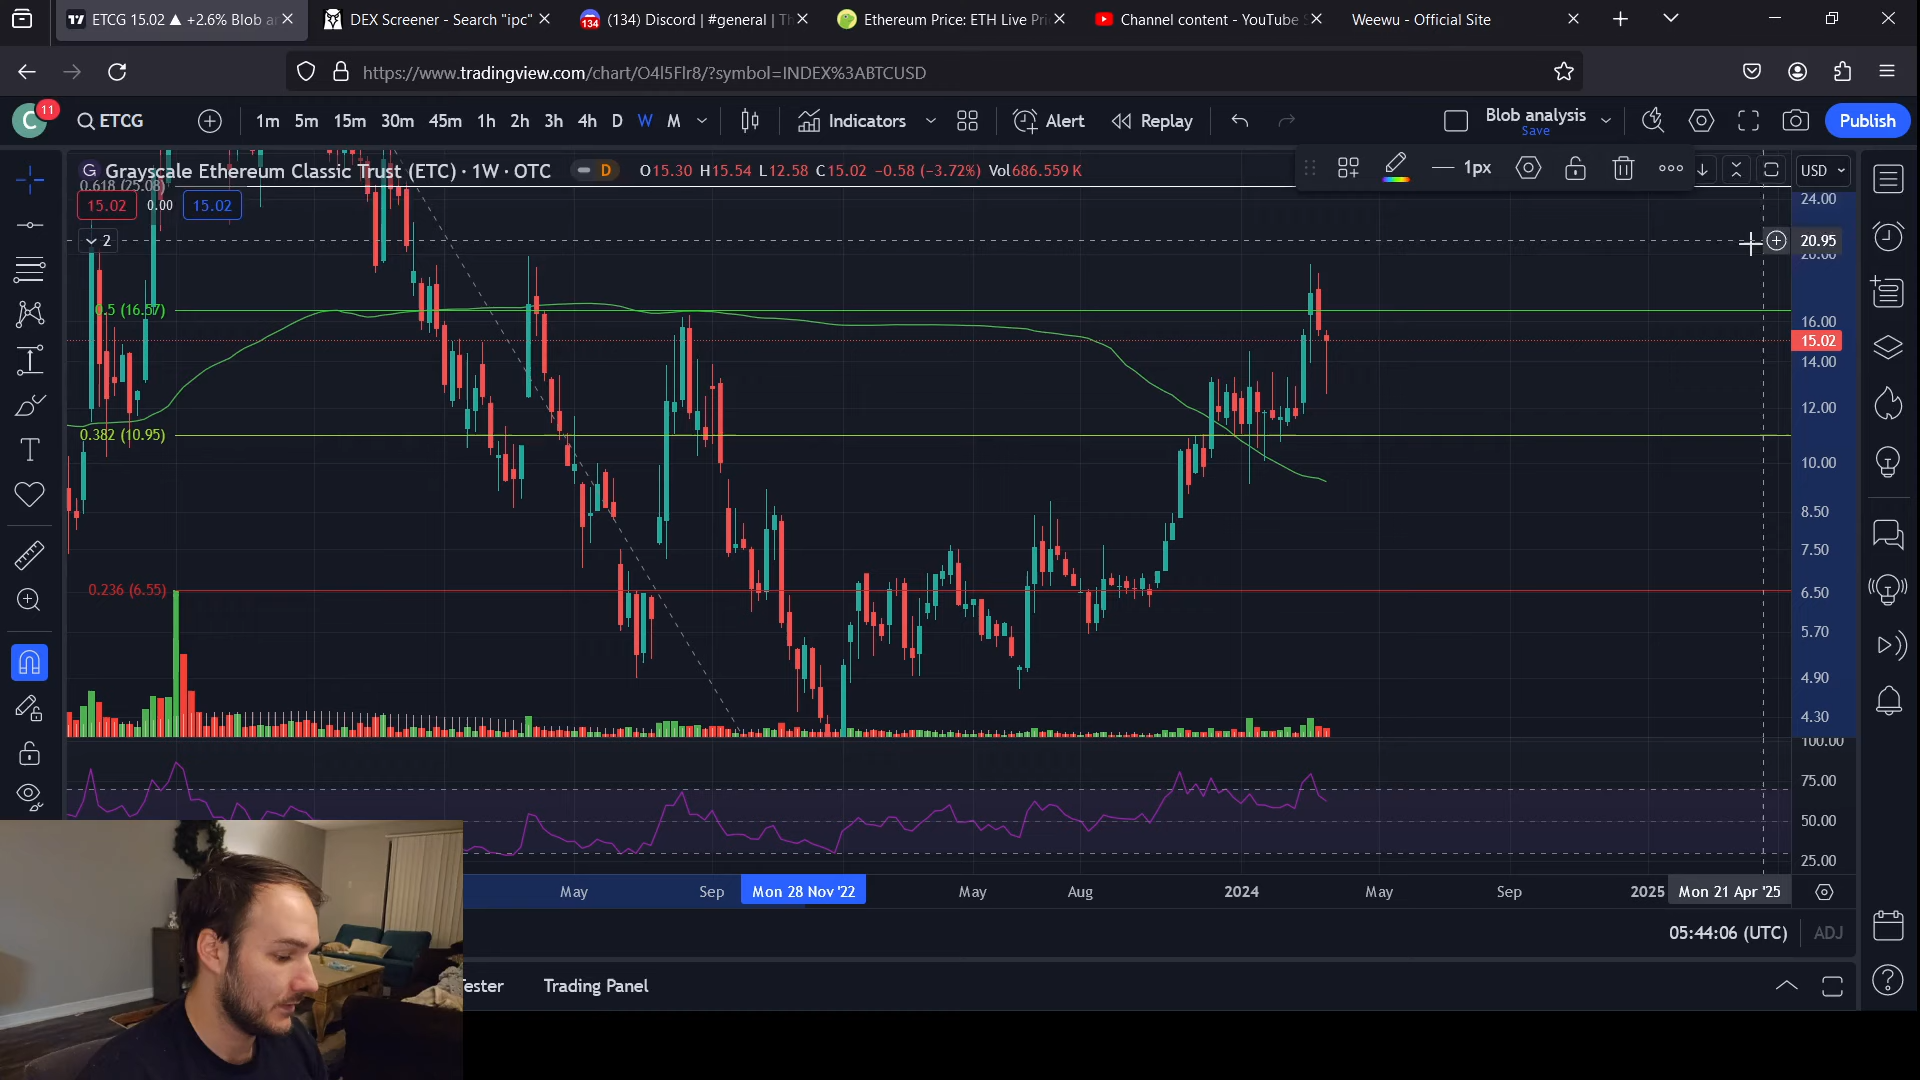 ETCG 15.02 ▲ +2.6% Blob an
DEX Screener - Search "ipc"
134
(134) Discord | #general | Th
Ethereum Price: ETH Live Pri
Channel content - YouTube S
Weewu - Official Site
https://www.tradingview.com/chart/O4l5Flr8/?symbol=INDEX%3ABTCUSD
C
11
ETCG
1m 5m 15m 30m 45m 1h 2h 3h 4h D W M
Indicators
Alert
Replay
Blob analysis
Save
Publish
G Grayscale Ethereum Classic Trust (ETC) · 1W · OTC
D
O15.30 H15.54 L12.58 C15.02 −0.58 (−3.72%) Vol686.559 K
1px
USD
0.618 (25.08)
24.00
15.02 0.00 15.02
2
20.95
20.00
0.5 (16.57)
16.00
15.02
14.00
12.00
0.382 (10.95)
10.00
8.50
7.50
0.236 (6.55)
6.50
5.70
4.90
4.30
100.00
75.00
50.00
25.00
May
Sep
Mon 28 Nov '22
May
Aug
2024
May
Sep
2025
Mon 21 Apr '25
05:44:06 (UTC)
ADJ
Tester
Trading Panel